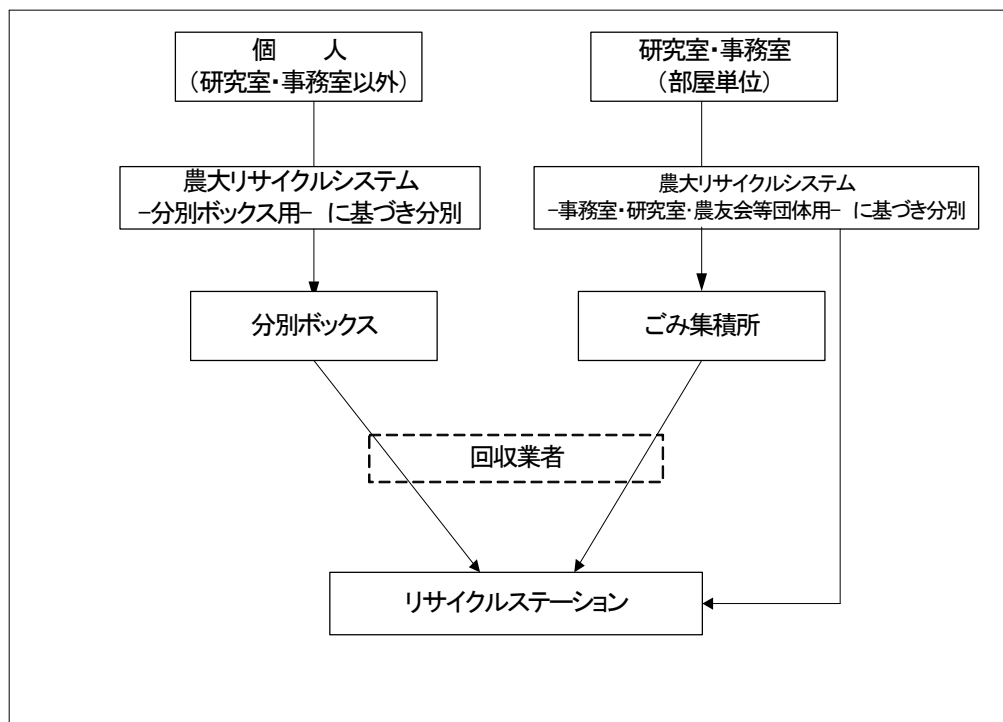 個　　人
（研究室・事務室以外）
研究室・事務室
（部屋単位）
農大リサイクルシステム
-分別ボックス用- に基づき分別
農大リサイクルシステム
-事務室・研究室・農友会等団体用- に基づき分別
分別ボックス
ごみ集積所
回収業者
リサイクルステーション